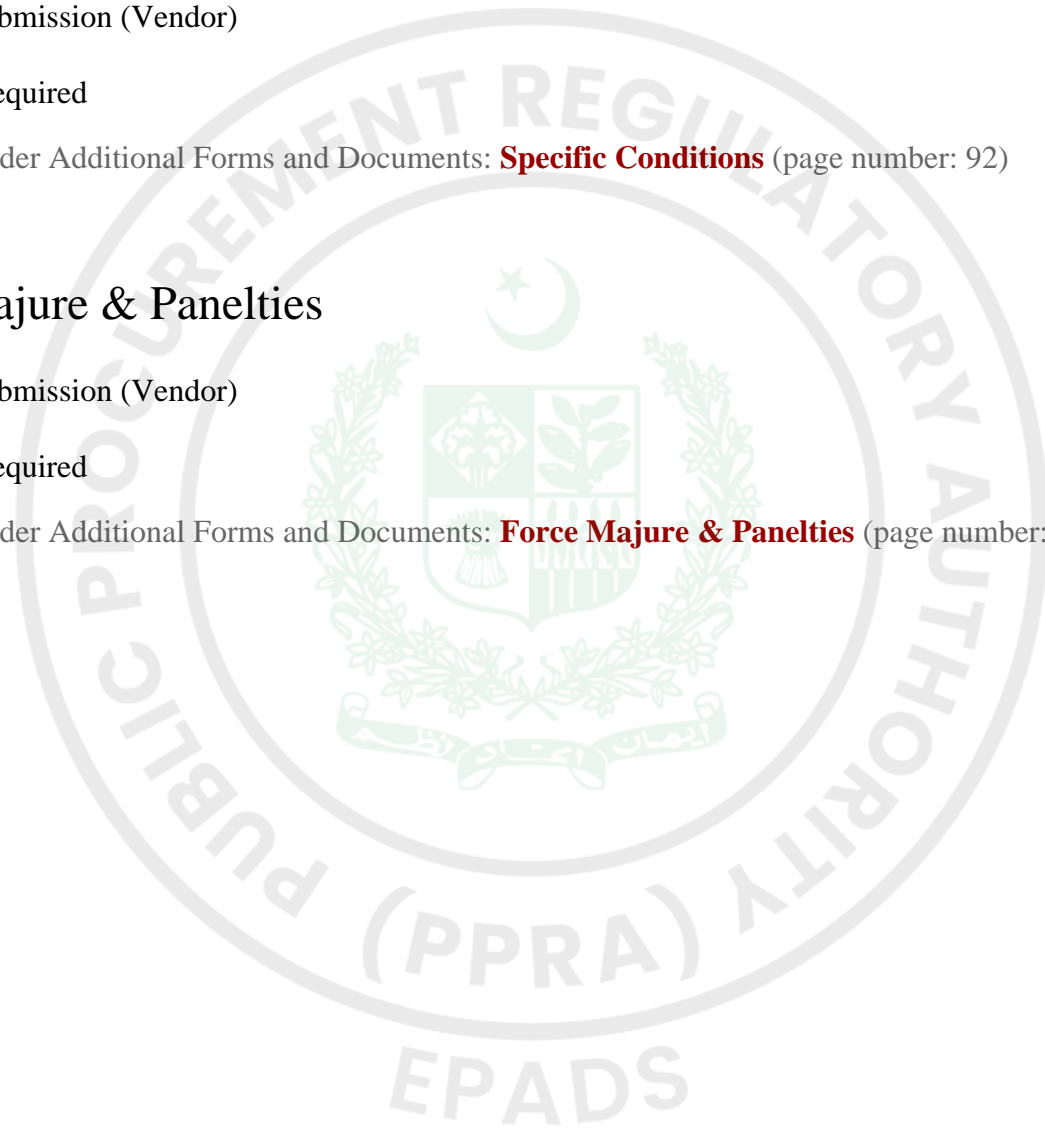 bmission (Vendor)
equired
der Additional Forms and Documents: Specific Conditions (page number: 92)
ajure & Panelties
bmission (Vendor)
equired
der Additional Forms and Documents: Force Majure & Panelties (page number:
PUBLIC PROCUREMENT REGULATORY AUTHORITY
(PPRA)
EPADS